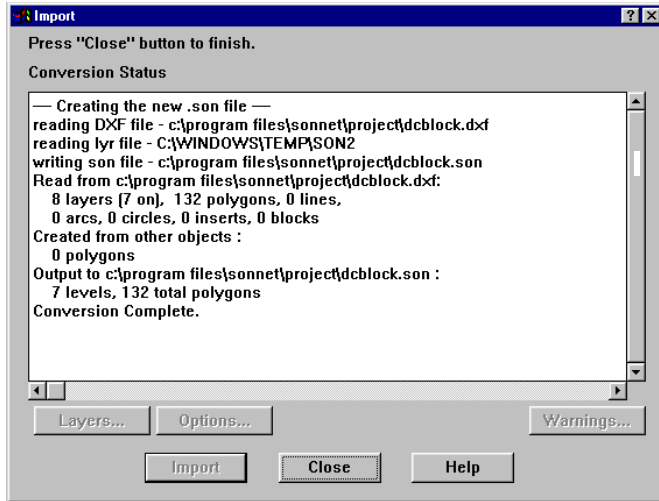 Import
Press "Close" button to finish.
Conversion Status
— Creating the new .son file —
reading DXF file - c:\program files\sonnet\project\dcblock.dxf
reading lyr file - C:\WINDOWS\TEMP\SON2
writing son file - c:\program files\sonnet\project\dcblock.son
Read from c:\program files\sonnet\project\dcblock.dxf:
8 layers (7 on), 132 polygons, 0 lines,
0 arcs, 0 circles, 0 inserts, 0 blocks
Created from other objects :
0 polygons
Output to c:\program files\sonnet\project\dcblock.son :
7 levels, 132 total polygons
Conversion Complete.
Layers... Options... Warnings...
Import Close Help